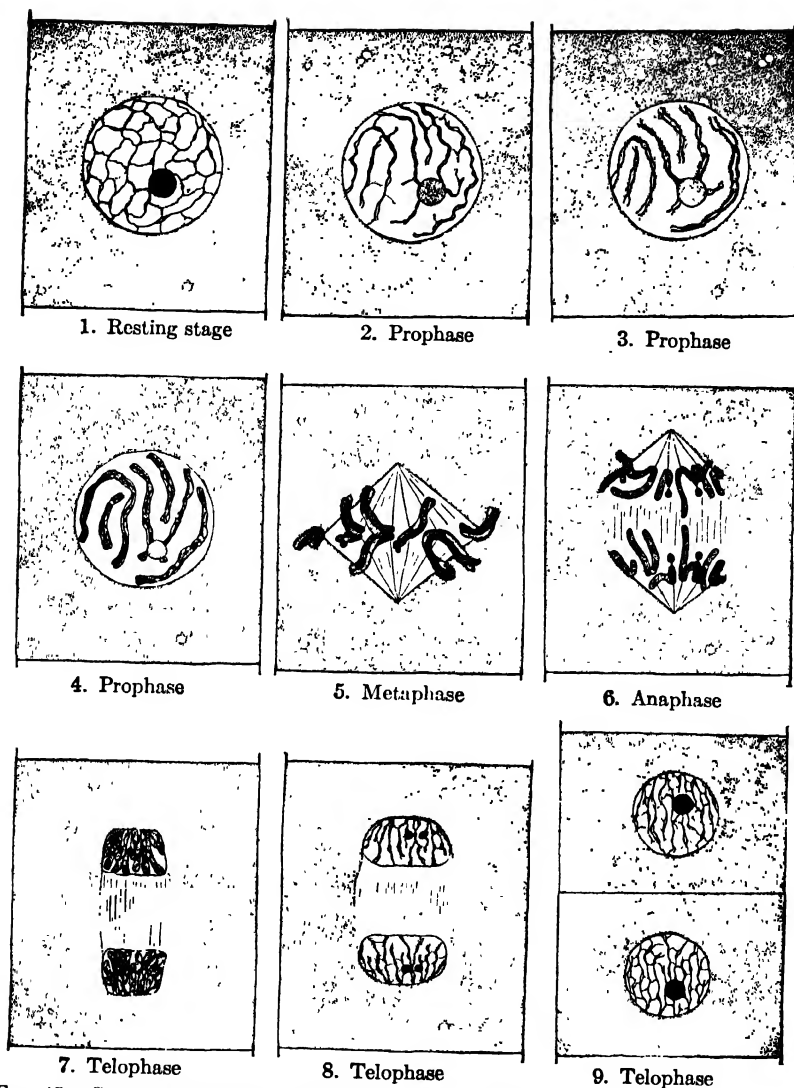 1. Resting stage
2. Prophase
3. Prophase
4. Prophase
5. Metaphase
6. Anaphase
7. Telophase
8. Telophase
9. Telophase